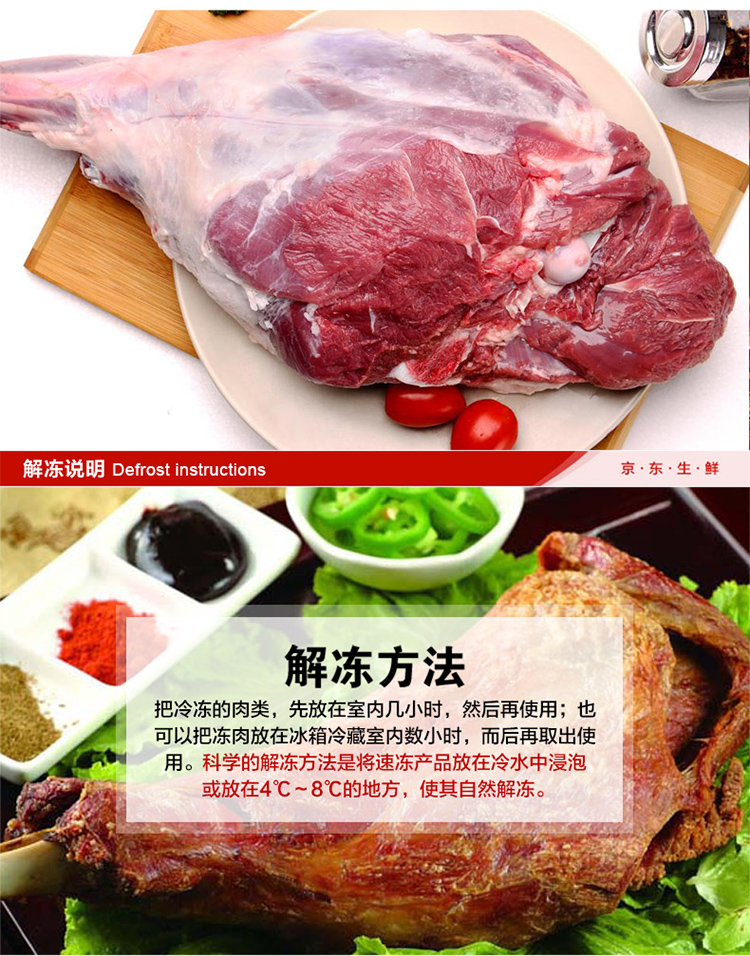 解冻说明 Defrost instructions
京·东·生·鲜
解冻方法
把冷冻的肉类，先放在室内几小时，然后再使用；也
可以把冻肉放在冰箱冷藏室内数小时，而后再取出使
用。科学的解冻方法是将速冻产品放在冷水中浸泡
或放在4℃～8℃的地方，使其自然解冻。